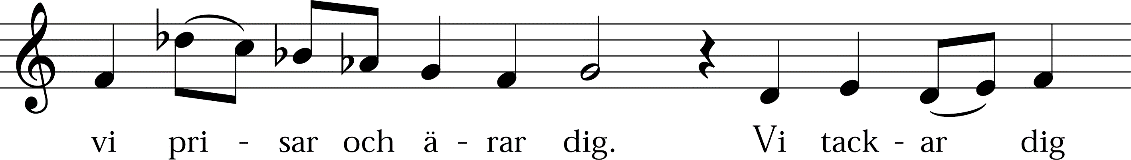 vi pri - sar och ä - rar dig. Vi tack - ar dig